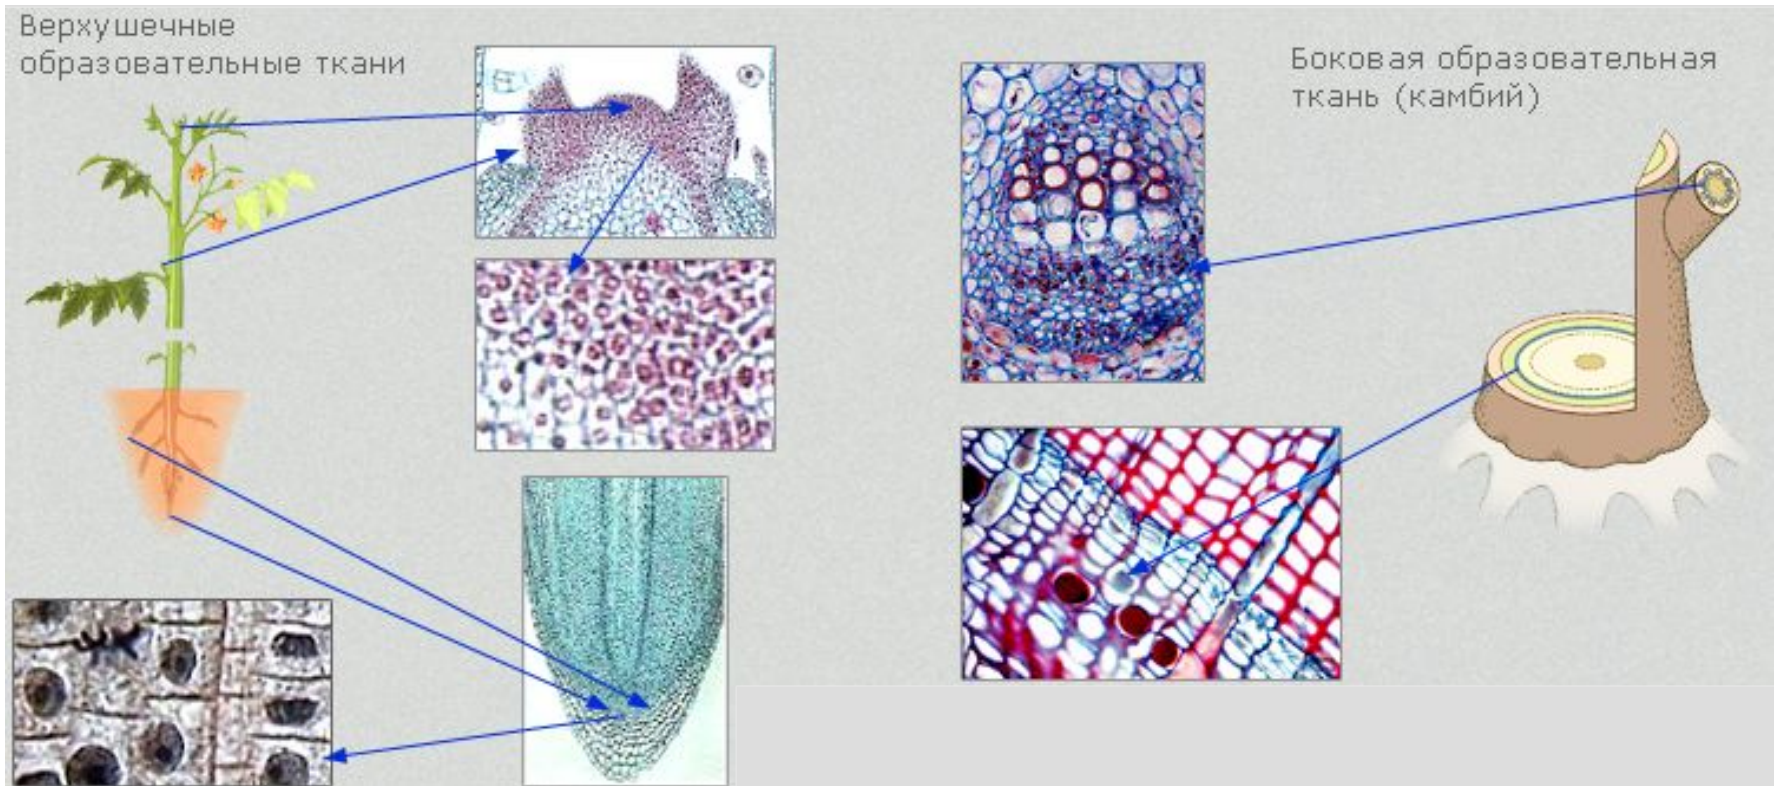 Верхушечные
образовательные ткани
Боковая образовательная
ткань (камбий)